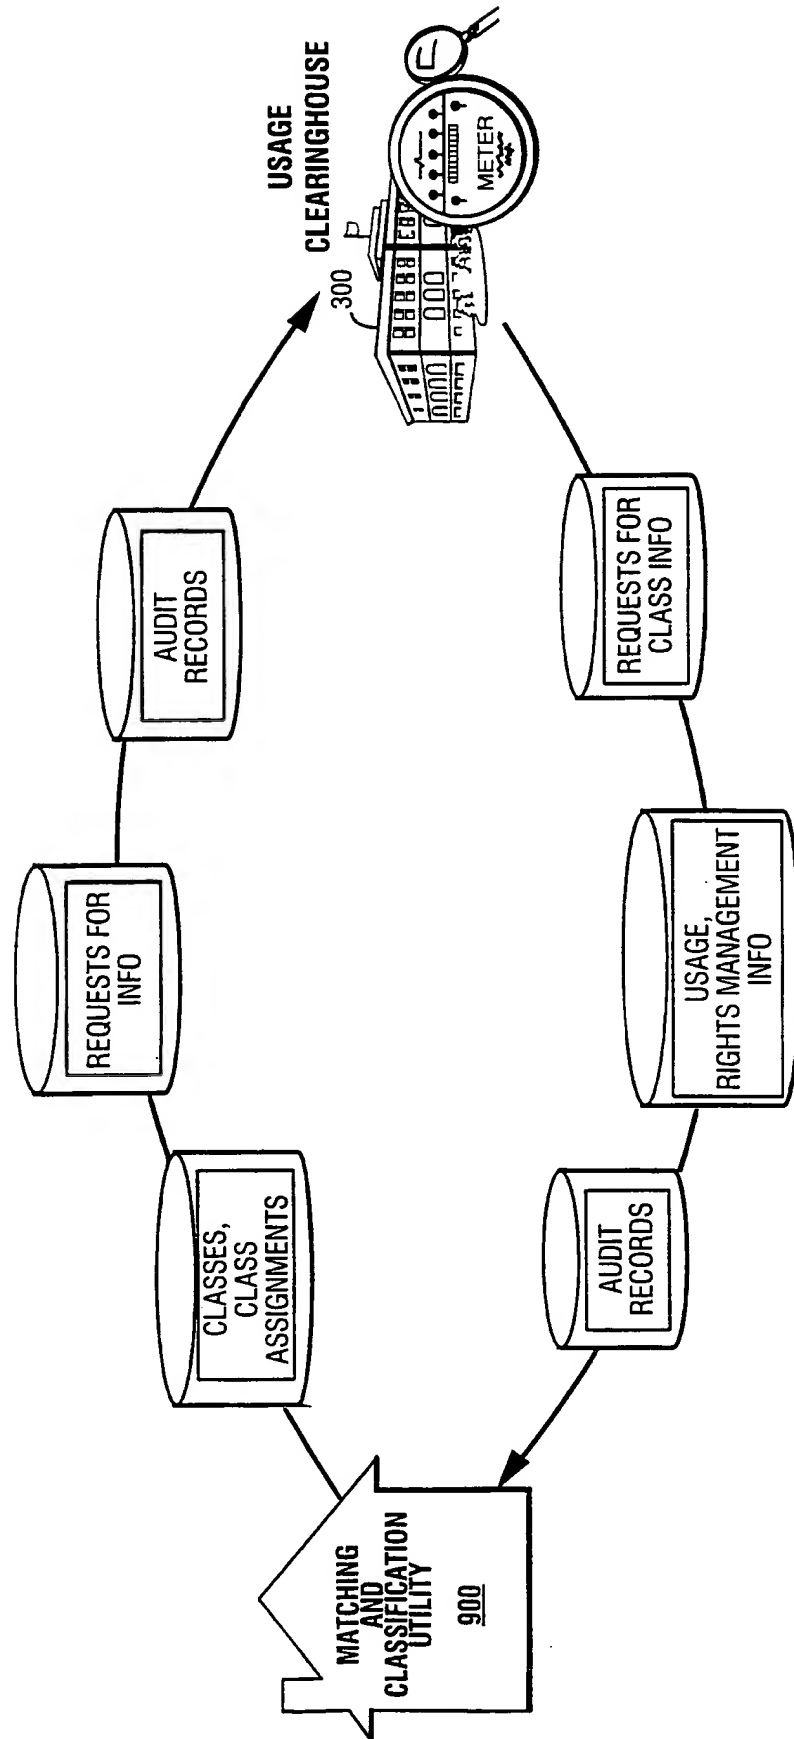 USAGE
CLEARINGHOUSE
300
METER
AUDIT
RECORDS
REQUESTS FOR
INFO
CLASSES,
CLASS
ASSIGNMENTS
MATCHING
AND
CLASSIFICATION
UTILITY
900
AUDIT
RECORDS
USAGE,
RIGHTS MANAGEMENT
INFO
REQUESTS FOR
CLASS INFO